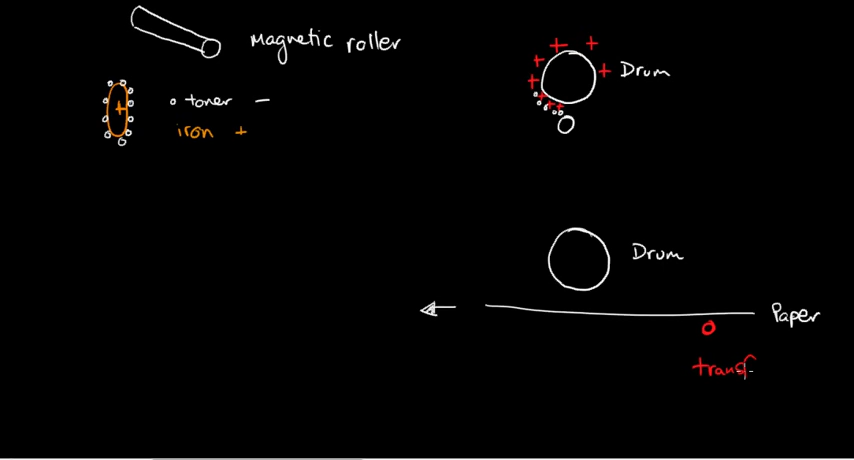 magnetic roller
toner -
iron +
Drum
Drum
Paper
transf